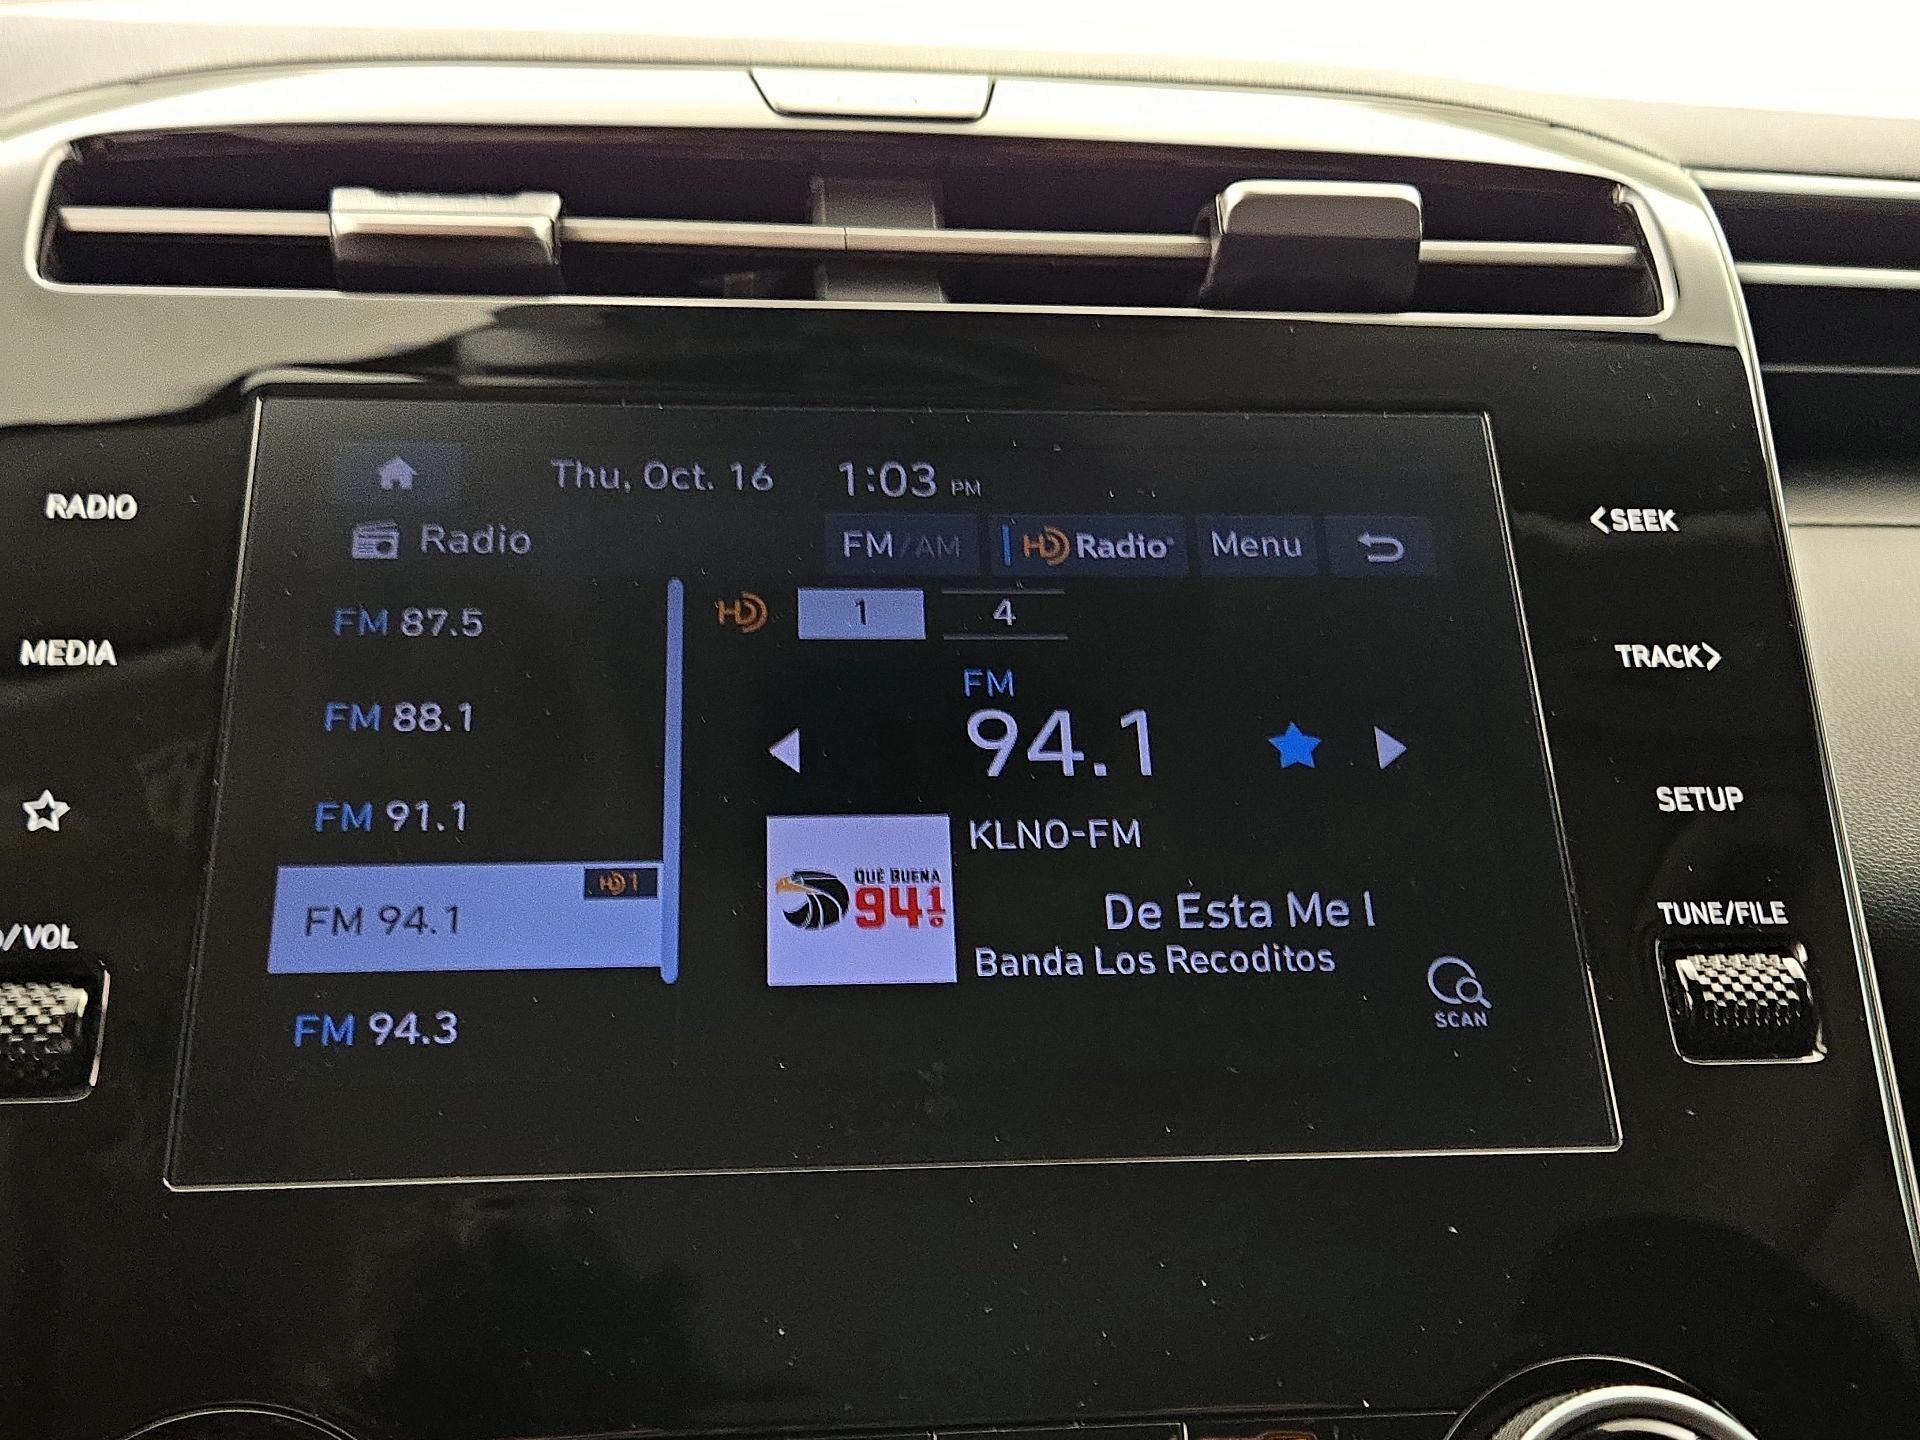 Thu, Oct. 16 1:03 PM
RADIO
<SEEK
Radio
FM/AM HD Radio Menu
FM 87.5
HD 1 4
MEDIA
TRACK>
FM 88.1
FM
94.1
SETUP
FM 91.1
KLNO-FM
QUÉ BUENA
94.1
HD1
FM 94.1
De Esta Me I
Banda Los Recoditos
TUNE/FILE
/VOL
FM 94.3
SCAN